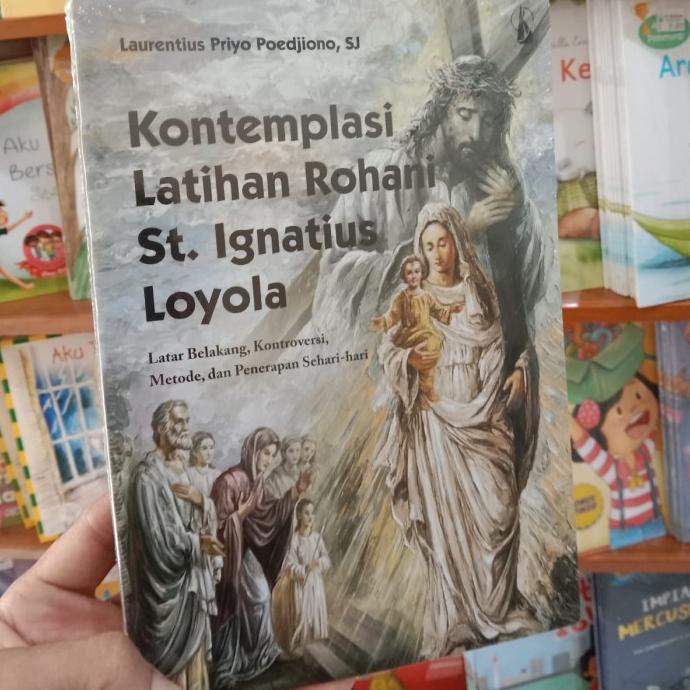 Laurentius Priyo Poedjiono, SJ
Kontemplasi
Latihan Rohani
St. Ignatius
Loyola
Latar Belakang, Kontroversi,
Metode, dan Penerapan Sehari-hari
Aku
Bers
Aku
Ke
Ar
IMPIA
MERCUS